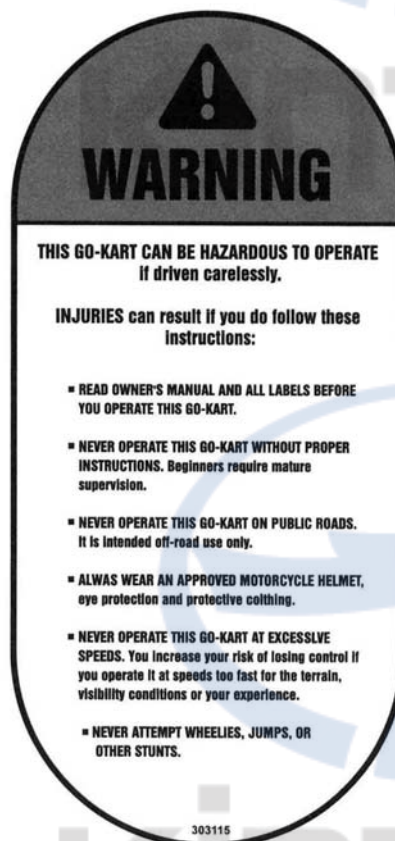 WARNING
THIS GO-KART CAN BE HAZARDOUS TO OPERATE
if driven carelessly.
INJURIES can result if you do follow these
instructions:
▪ READ OWNER'S MANUAL AND ALL LABELS BEFORE
YOU OPERATE THIS GO-KART.
▪ NEVER OPERATE THIS GO-KART WITHOUT PROPER
INSTRUCTIONS. Beginners require mature
supervision.
▪ NEVER OPERATE THIS GO-KART ON PUBLIC ROADS.
It is intended off-road use only.
▪ ALWAS WEAR AN APPROVED MOTORCYCLE HELMET,
eye protection and protective colthing.
▪ NEVER OPERATE THIS GO-KART AT EXCESSLVE
SPEEDS. You increase your risk of losing control if
you operate it at speeds too fast for the terrain,
visibility conditions or your experience.
▪ NEVER ATTEMPT WHEELIES, JUMPS, OR
OTHER STUNTS.
303115